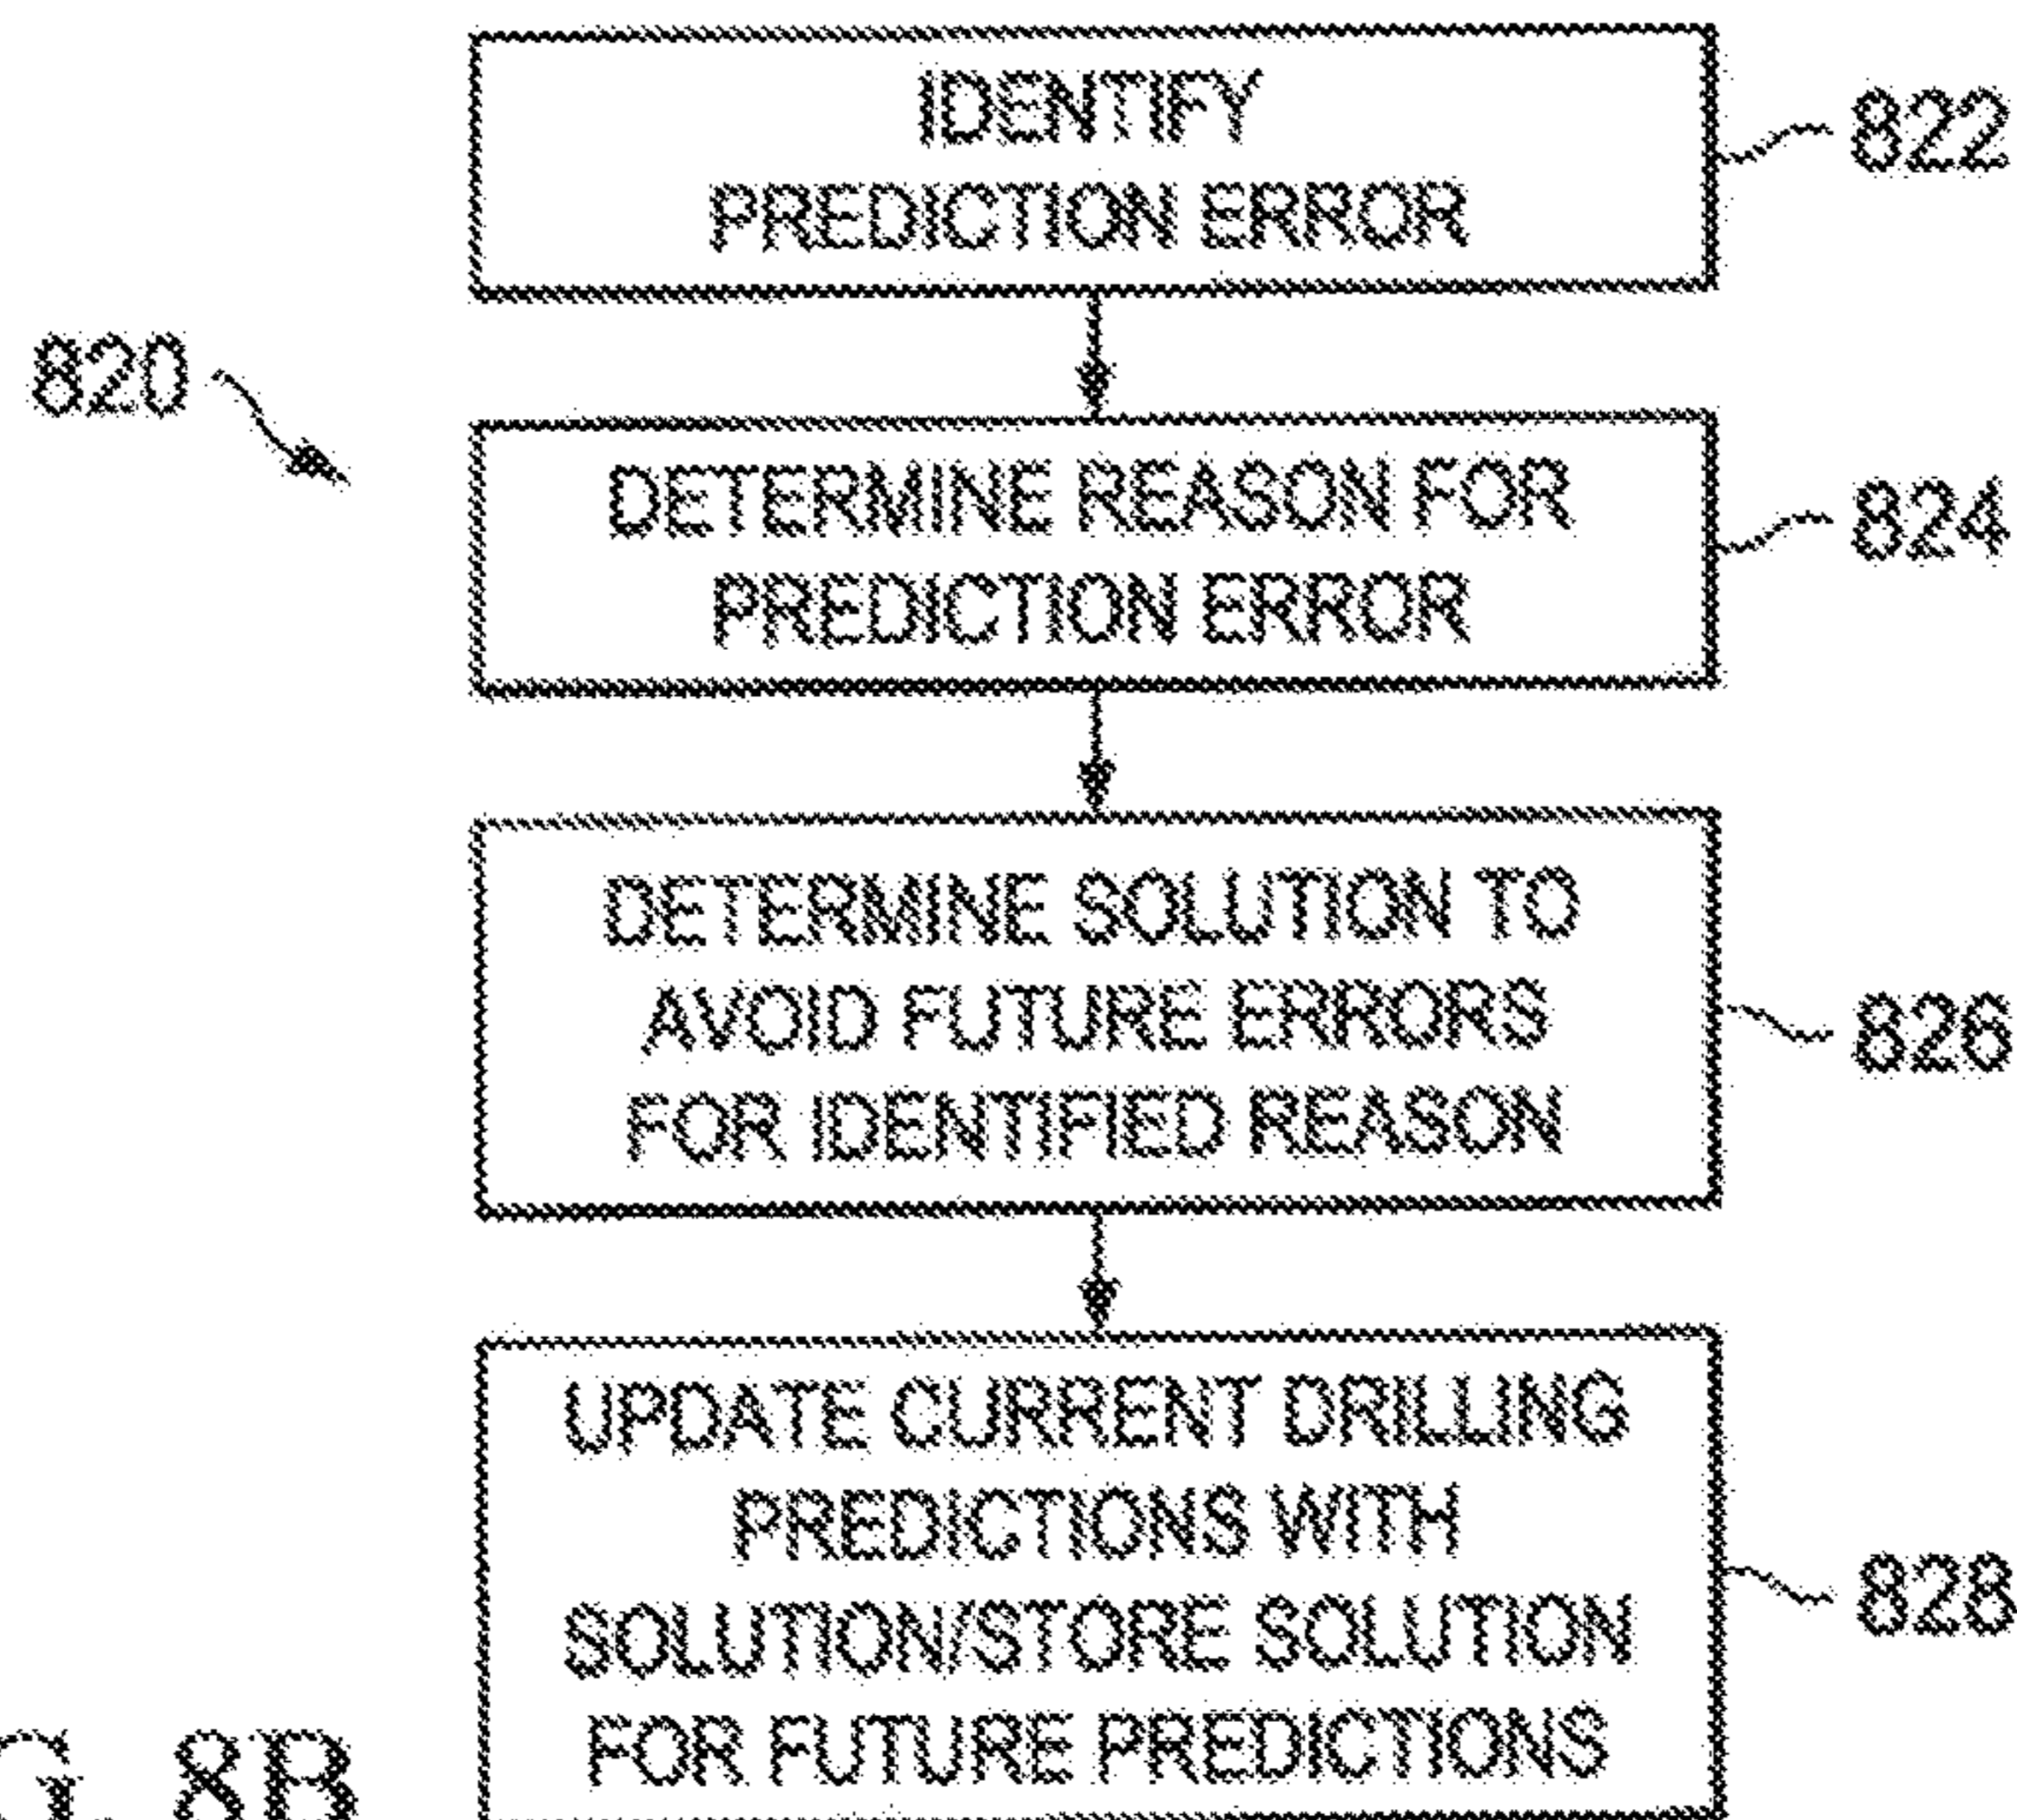 IDENTIFY
PREDICTION ERROR
822
820
DETERMINE REASON FOR
PREDICTION ERROR
824
DETERMINE SOLUTION TO
AVOID FUTURE ERRORS
FOR IDENTIFIED REASON
826
UPDATE CURRENT DRILLING
PREDICTIONS WITH
SOLUTION/STORE SOLUTION
FOR FUTURE PREDICTIONS
828
8B